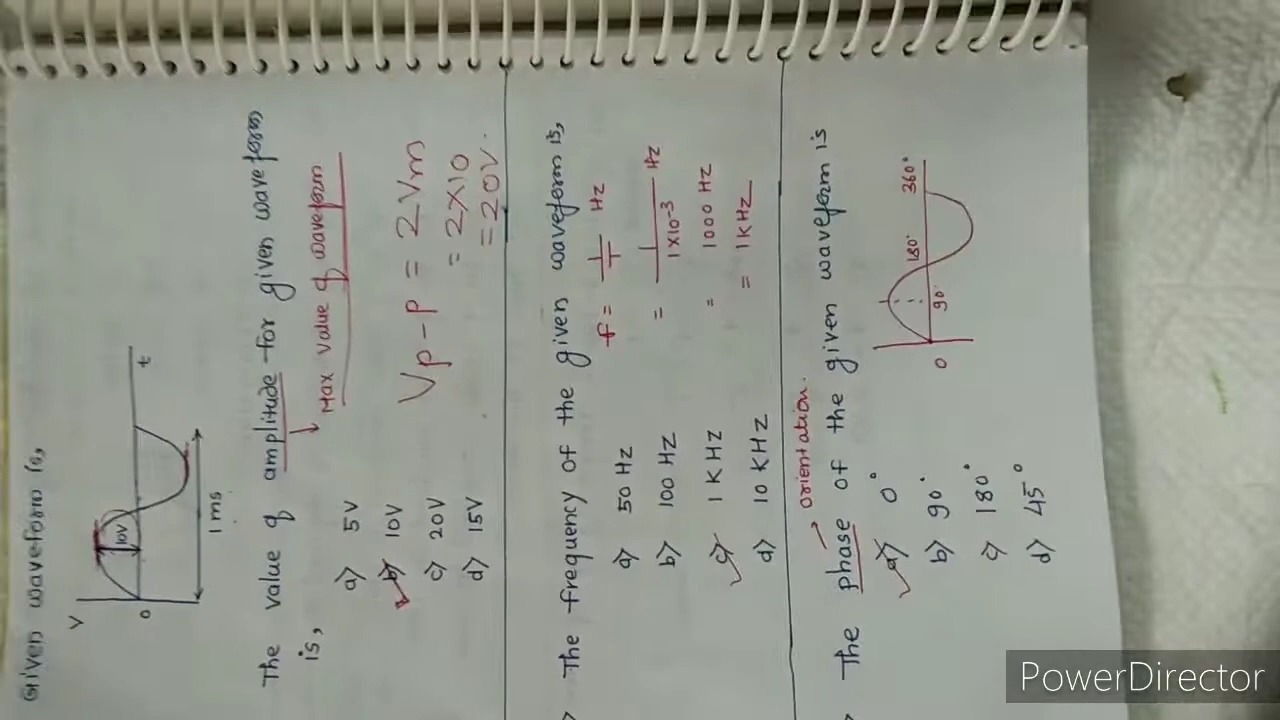 Given waveform is,
V
10V
0
t
1 ms
The value of amplitude for given waveform
is,
↓
Max value of waveform
a) 5V
b) 10V
c) 20V
d) 15V
Vp-p = 2Vm
= 2×10
= 20V.
> The frequency of the given waveform is,
a) 50 Hz
b) 100 Hz
c) 1 KHz
d) 10 KHz
f = 1/T Hz
= 1/1×10-3 Hz
= 1000 Hz
= 1KHz
→ orientation.
> The phase of the given waveform is
a) 0°
b) 90°
c) 180°
d) 45°
0 90° 180° 360°
PowerDirector